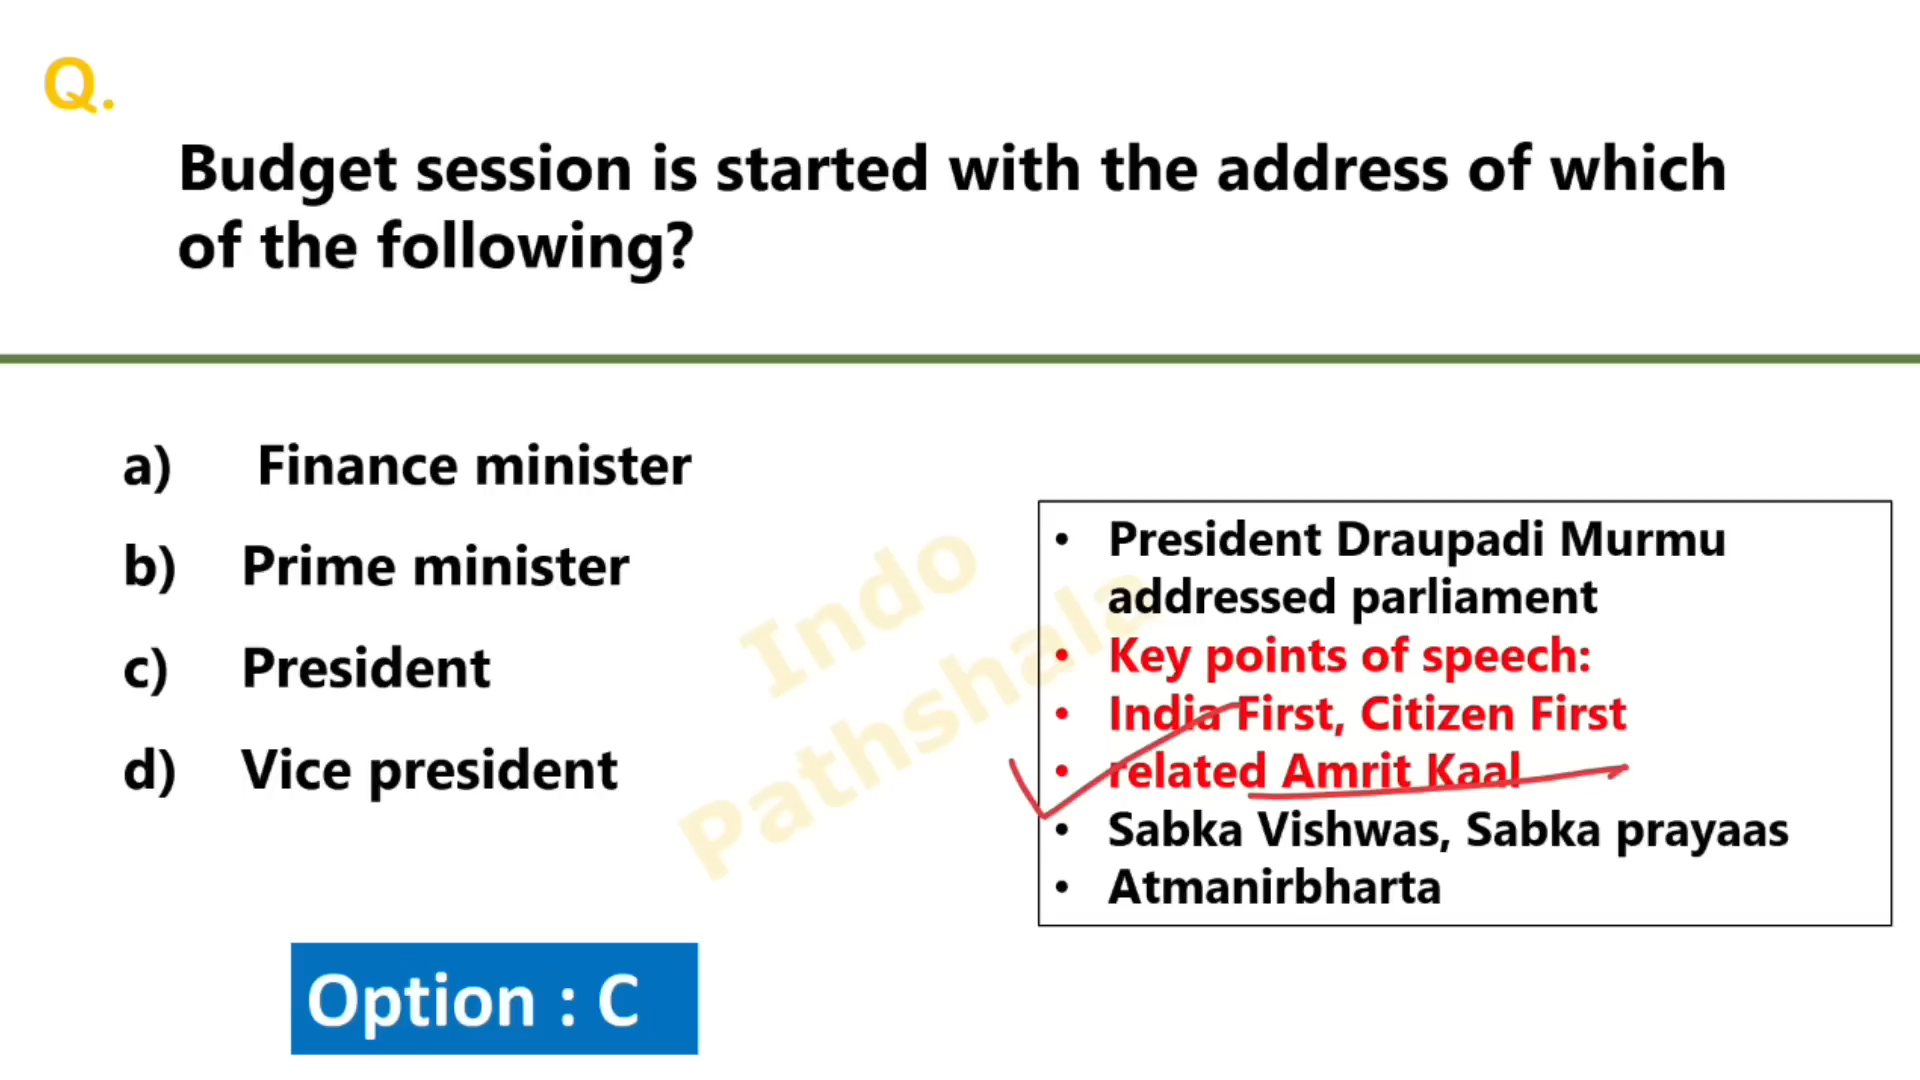 Q.
Budget session is started with the address of which
of the following?
a) Finance minister
b) Prime minister
c) President
d) Vice president
• President Draupadi Murmu
addressed parliament
• Key points of speech:
• India First, Citizen First
• related Amrit Kaal
• Sabka Vishwas, Sabka prayaas
• Atmanirbharta
Indo
Pathshala
Option : C